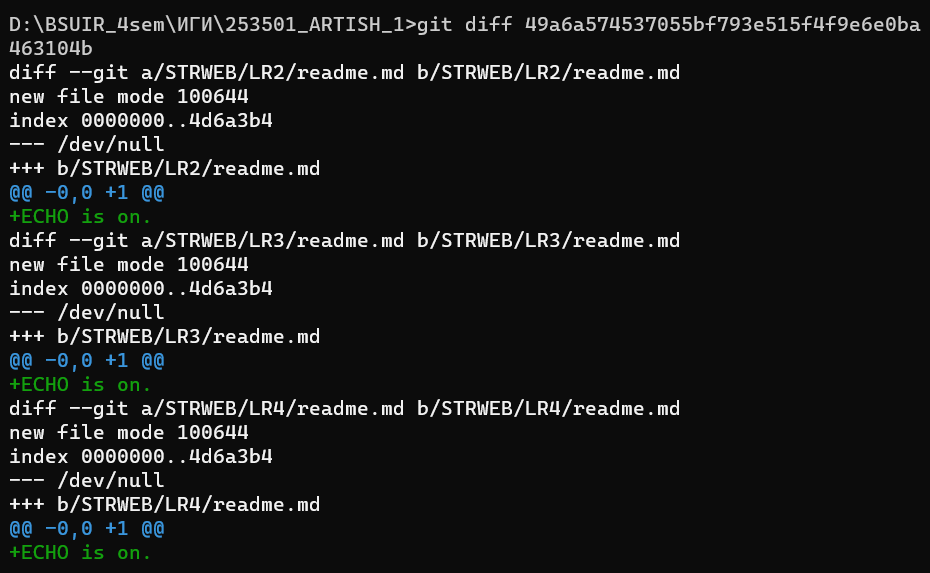 D:\BSUIR_4sem\ИГИ\253501_ARTISH_1>git diff 49a6a574537055bf793e515f4f9e6e0ba
463104b
diff --git a/STRWEB/LR2/readme.md b/STRWEB/LR2/readme.md
new file mode 100644
index 0000000..4d6a3b4
--- /dev/null
+++ b/STRWEB/LR2/readme.md
@@ -0,0 +1 @@
+ECHO is on.
diff --git a/STRWEB/LR3/readme.md b/STRWEB/LR3/readme.md
new file mode 100644
index 0000000..4d6a3b4
--- /dev/null
+++ b/STRWEB/LR3/readme.md
@@ -0,0 +1 @@
+ECHO is on.
diff --git a/STRWEB/LR4/readme.md b/STRWEB/LR4/readme.md
new file mode 100644
index 0000000..4d6a3b4
--- /dev/null
+++ b/STRWEB/LR4/readme.md
@@ -0,0 +1 @@
+ECHO is on.